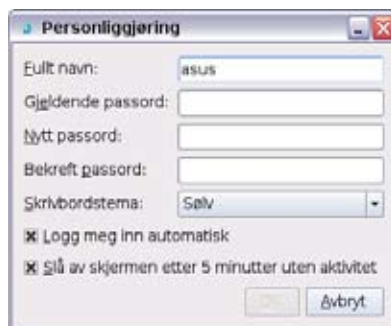 Personliggjøring
Fullt navn: asus
Gjeldende passord:
Nytt passord:
Bekreft passord:
Skrivbordstema: Sølv
Logg meg inn automatisk
Slå av skjermen etter 5 minutter uten aktivitet
OK Avbryt